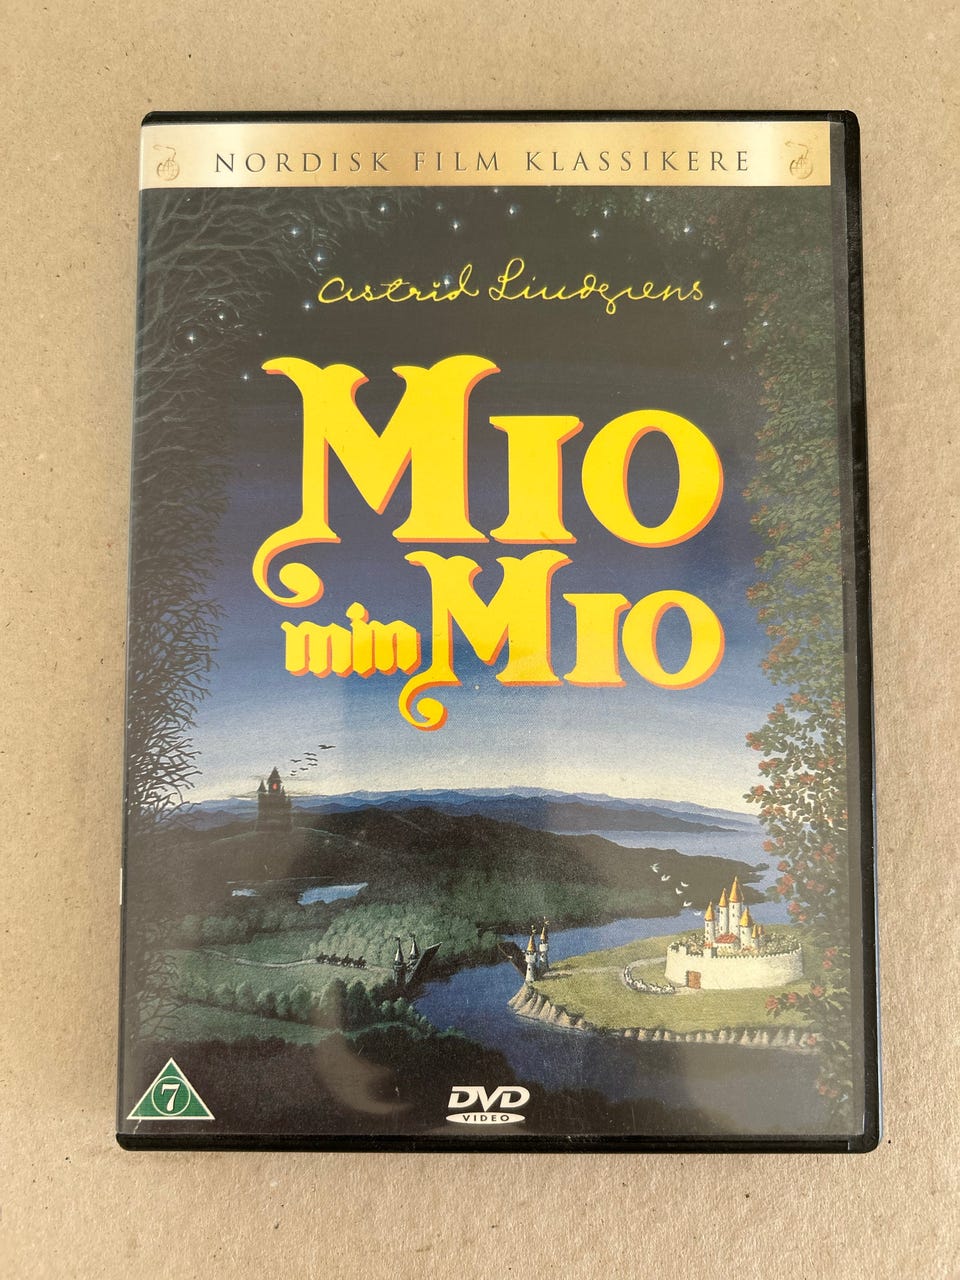 NORDISK FILM KLASSIKERE
Astrid Lindgrens
MIO
min MIO
7
DVD
VIDEO